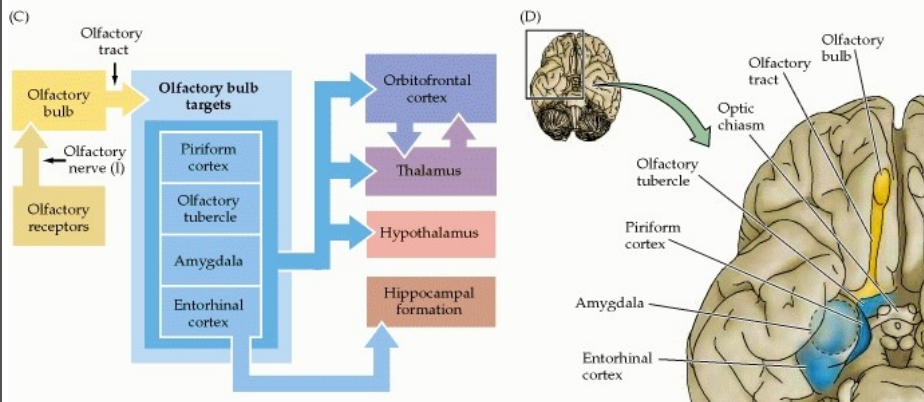 (C)
Olfactory
tract
Olfactory
bulb
Olfactory
nerve (I)
Olfactory
receptors
Olfactory bulb
targets
Piriform
cortex
Olfactory
tubercle
Amygdala
Entorhinal
cortex
Orbitofrontal
cortex
Thalamus
Hypothalamus
Hippocampal
formation
(D)
Olfactory
bulb
Olfactory
tract
Optic
chiasm
Olfactory
tubercle
Piriform
cortex
Amygdala
Entorhinal
cortex